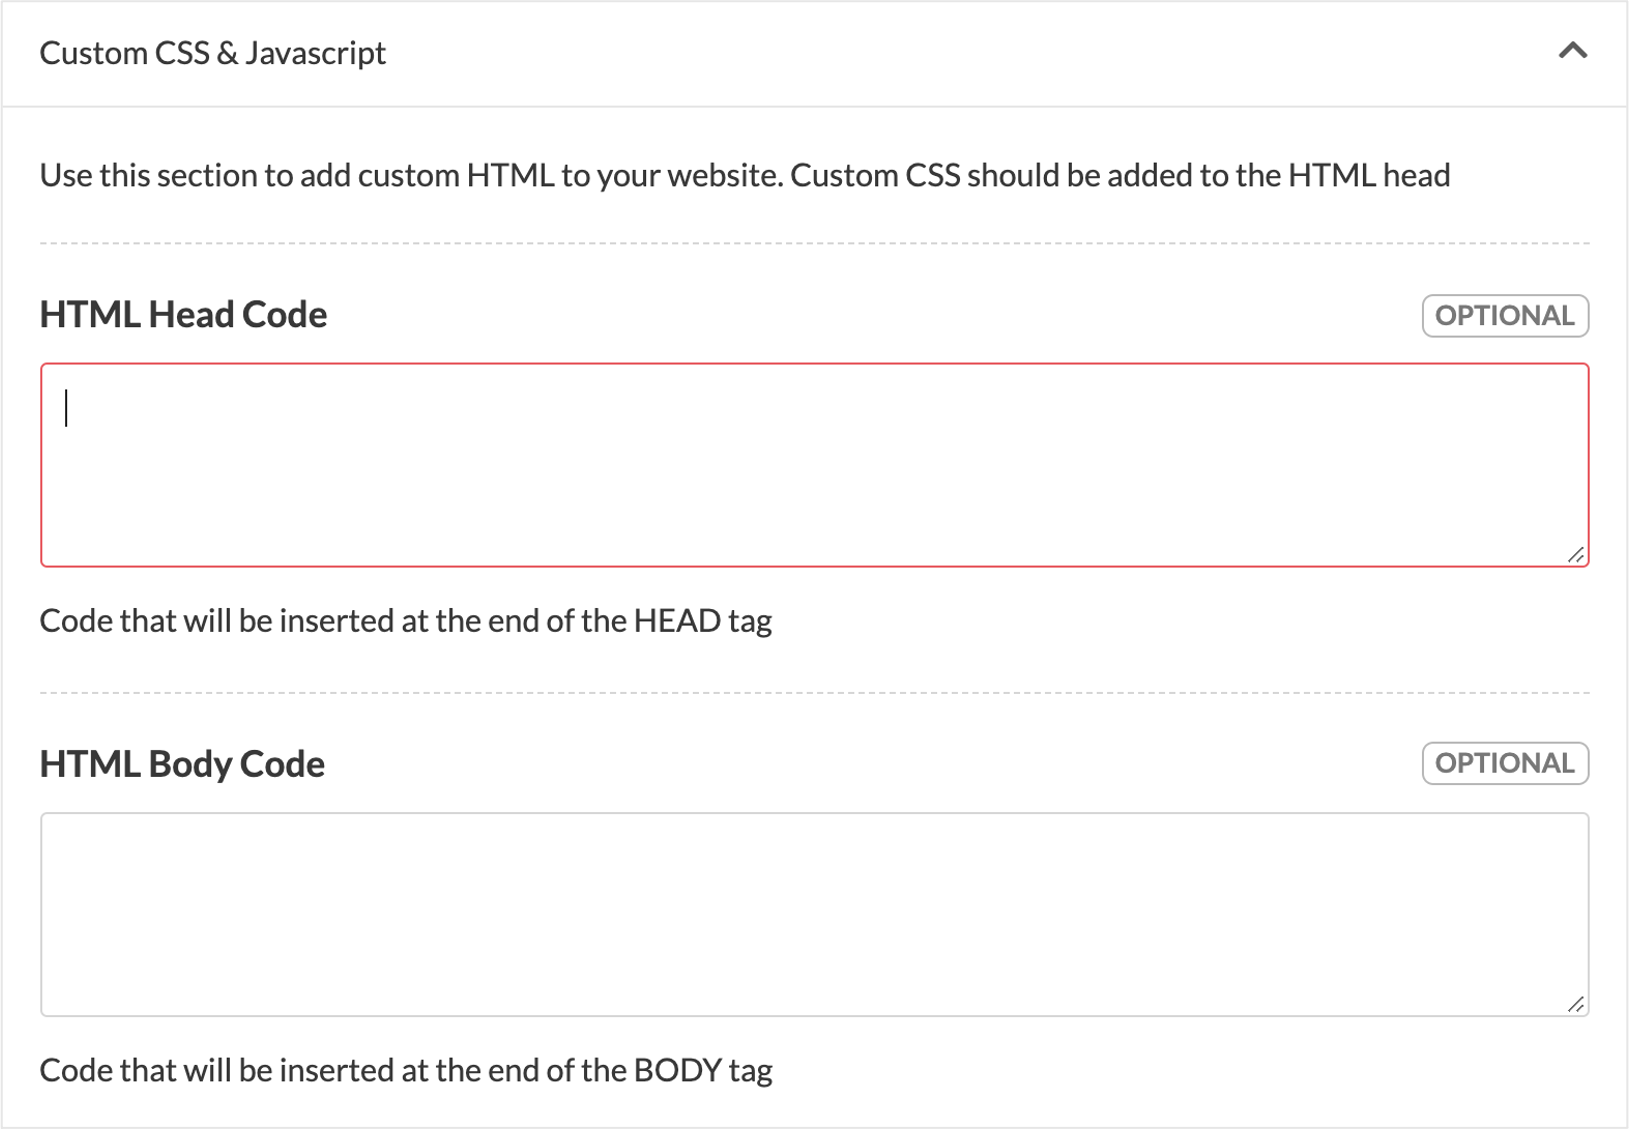 Custom CSS & Javascript
Use this section to add custom HTML to your website. Custom CSS should be added to the HTML head
HTML Head Code
OPTIONAL
Code that will be inserted at the end of the HEAD tag
HTML Body Code
OPTIONAL
Code that will be inserted at the end of the BODY tag